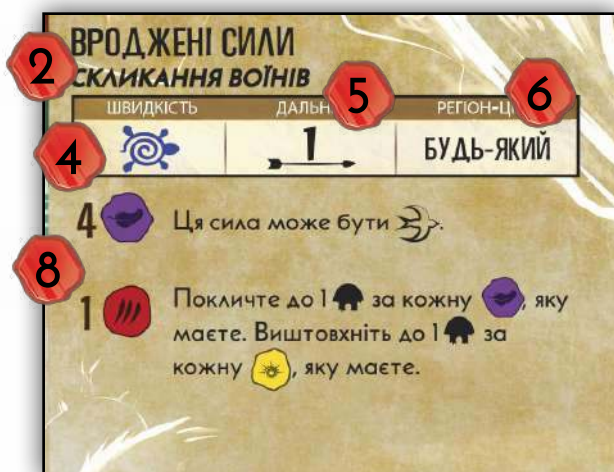 ВРОДЖЕНІ СИЛИ
2
СКЛИКАННЯ ВОЇНІВ
ШВИДКІСТЬ ДАЛЬН 5 РЕГІОН-Ц 6
4 1 БУДЬ-ЯКИЙ
4 Ця сила може бути .
8
1 Покличте до 1 за кожну , яку
маєте. Виштовхніть до 1 за
кожну , яку маєте.